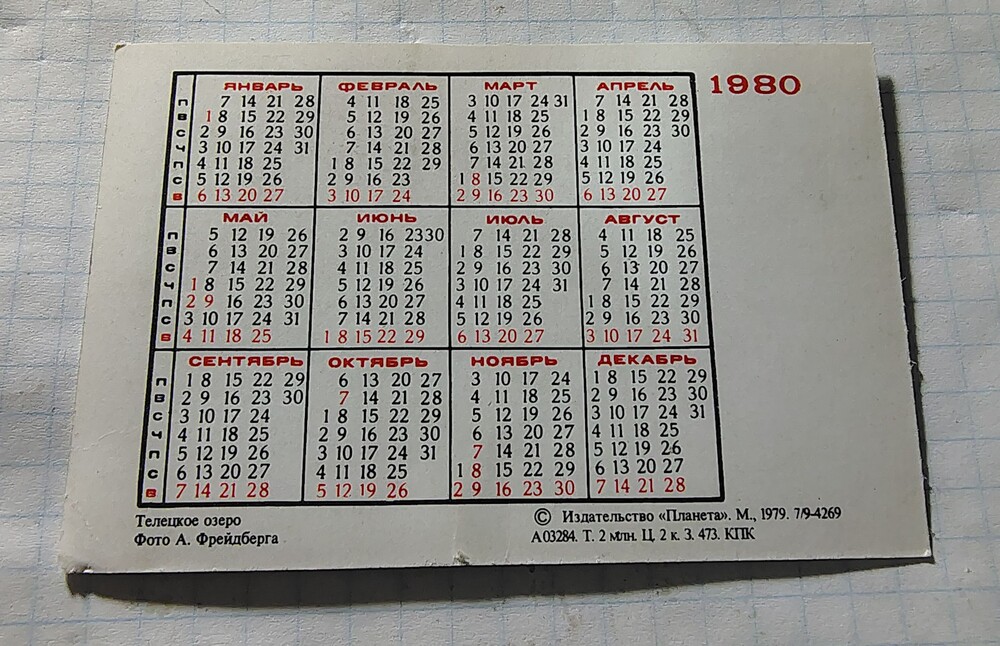 1980
ЯНВАРЬ ФЕВРАЛЬ МАРТ АПРЕЛЬ
П 7 14 21 28 4 11 18 25 3 10 17 24 31 7 14 21 28
В 1 8 15 22 29 5 12 19 26 4 11 18 25 1 8 15 22 29
С 2 9 16 23 30 6 13 20 27 5 12 19 26 2 9 16 23 30
Ч 3 10 17 24 31 7 14 21 28 6 13 20 27 3 10 17 24
П 4 11 18 25 1 8 15 22 29 7 14 21 28 4 11 18 25
С 5 12 19 26 2 9 16 23 1 8 15 22 29 5 12 19 26
В 6 13 20 27 3 10 17 24 2 9 16 23 30 6 13 20 27
МАЙ ИЮНЬ ИЮЛЬ АВГУСТ
П 5 12 19 26 2 9 16 23 30 7 14 21 28 4 11 18 25
В 6 13 20 27 3 10 17 24 1 8 15 22 29 5 12 19 26
С 7 14 21 28 4 11 18 25 2 9 16 23 30 6 13 20 27
Ч 1 8 15 22 29 5 12 19 26 3 10 17 24 31 7 14 21 28
П 2 9 16 23 30 6 13 20 27 4 11 18 25 1 8 15 22 29
С 3 10 17 24 31 7 14 21 28 5 12 19 26 2 9 16 23 30
В 4 11 18 25 1 8 15 22 29 6 13 20 27 3 10 17 24 31
СЕНТЯБРЬ ОКТЯБРЬ НОЯБРЬ ДЕКАБРЬ
П 1 8 15 22 29 6 13 20 27 3 10 17 24 1 8 15 22 29
В 2 9 16 23 30 7 14 21 28 4 11 18 25 2 9 16 23 30
С 3 10 17 24 1 8 15 22 29 5 12 19 26 3 10 17 24 31
Ч 4 11 18 25 2 9 16 23 30 6 13 20 27 4 11 18 25
П 5 12 19 26 3 10 17 24 31 7 14 21 28 5 12 19 26
С 6 13 20 27 4 11 18 25 1 8 15 22 29 6 13 20 27
В 7 14 21 28 5 12 19 26 2 9 16 23 30 7 14 21 28
Телецкое озеро
Фото А. Фрейдберга
© Издательство «Планета». М., 1979. 7/9-4269
А 03284. Т. 2 млн. Ц. 2 к. З. 473. КПК